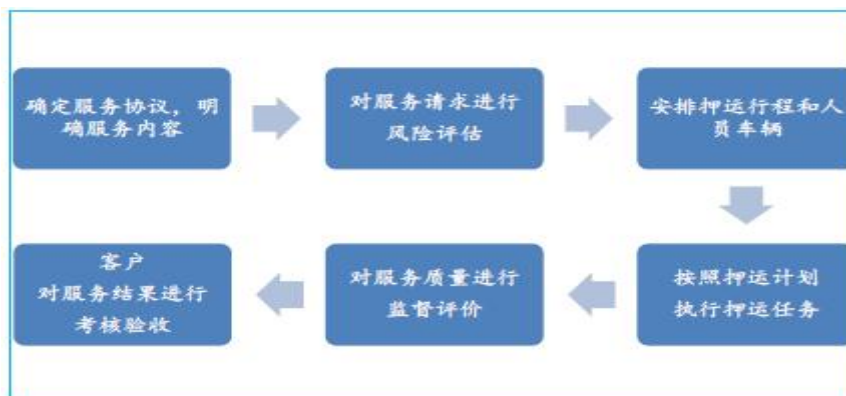 确定服务协议，明
确服务内容
对服务请求进行
风险评估
安排押运行程和人
员车辆
按照押运计划
执行押运任务
对服务质量进行
监督评价
客户
对服务结果进行
考核验收